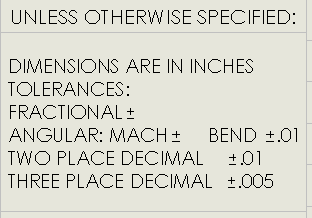 UNLESS OTHERWISE SPECIFIED:
DIMENSIONS ARE IN INCHES
TOLERANCES:
FRACTIONAL ±
ANGULAR: MACH ± BEND ±.01
TWO PLACE DECIMAL ±.01
THREE PLACE DECIMAL ±.005